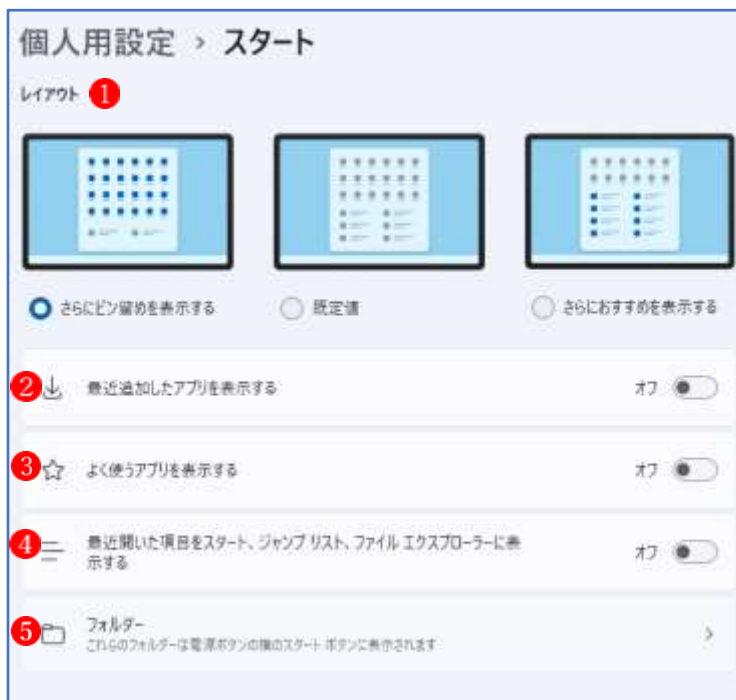 個人用設定 › スタート
レイアウト 1
さらにピン留めを表示する 既定値 さらにおすすめを表示する
2 最近追加したアプリを表示する オフ
3 よく使うアプリを表示する オフ
4 最近開いた項目をスタート、ジャンプ リスト、ファイル エクスプローラーに表
示する オフ
5 フォルダー
これらのフォルダーは電源ボタンの横のスタート ボタンに表示されます